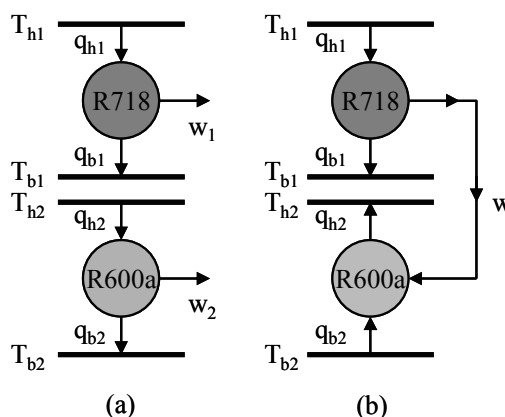 T_h1
q_h1
R718
w_1
q_b1
T_b1
T_h2
q_h2
R600a
w_2
q_b2
T_b2
(a)
T_h1
q_h1
R718
q_b1
T_b1
T_h2
w
q_h2
R600a
q_b2
T_b2
(b)